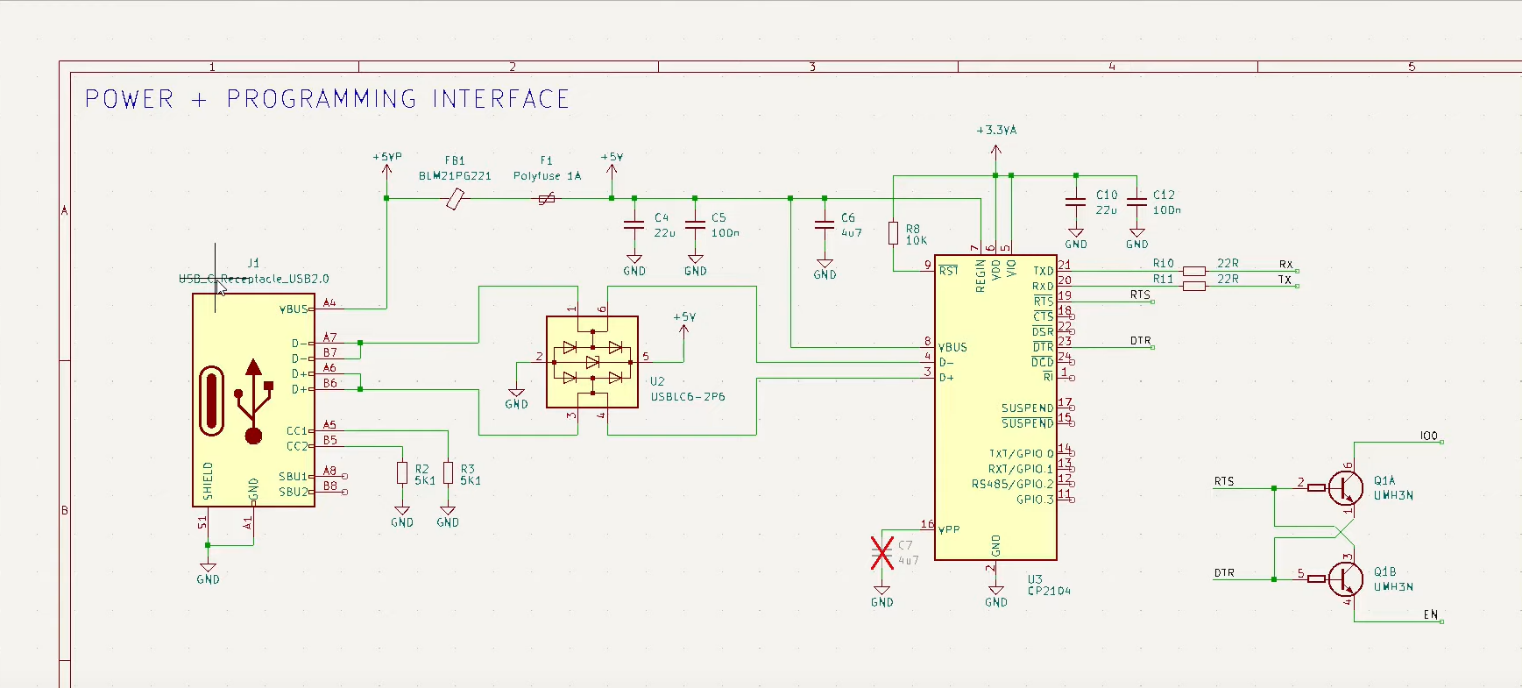 1 2 3 4 5
POWER + PROGRAMMING INTERFACE
+3.3VA
+5VP FB1 F1 +5V
BLM21PG221 Polyfuse 1A
A
C4 C5 C6 C10 C12
22u 100n 4u7 22u 100n
R8
10K
GND GND GND GND GND
7 6 5
REGIN VDD VIO
J1
USB_C_Receptacle_USB2.0
VBUS A4
D- A7
D- B7
D+ A6
D+ B6
CC1 A5
CC2 B5
SBU1 A8
SBU2 B8
SHIELD GND
S1 A1
GND
R2 R3
5K1 5K1
GND GND
1 6
2 5
3 4
+5V
GND
U2
USBLC6-2P6
9 RST
8 VBUS
4 D-
3 D+
16 VPP
TXD 21
RXD 20
RTS 19
CTS 18
DSR 22
DTR 23
DCD 24
RI 1
SUSPEND 17
SUSPEND 15
TXT/GPIO.0 14
RXT/GPIO.1 13
RS485/GPIO.2 12
GPIO.3 11
GND
2
GND
U3
CP2104
C7
4u7
GND
R10 22R Rx
R11 22R TX
RTS
DTR
IO0
RTS 2 6 1
Q1A
UMH3N
DTR 5 3 4
Q1B
UMH3N
EN
B